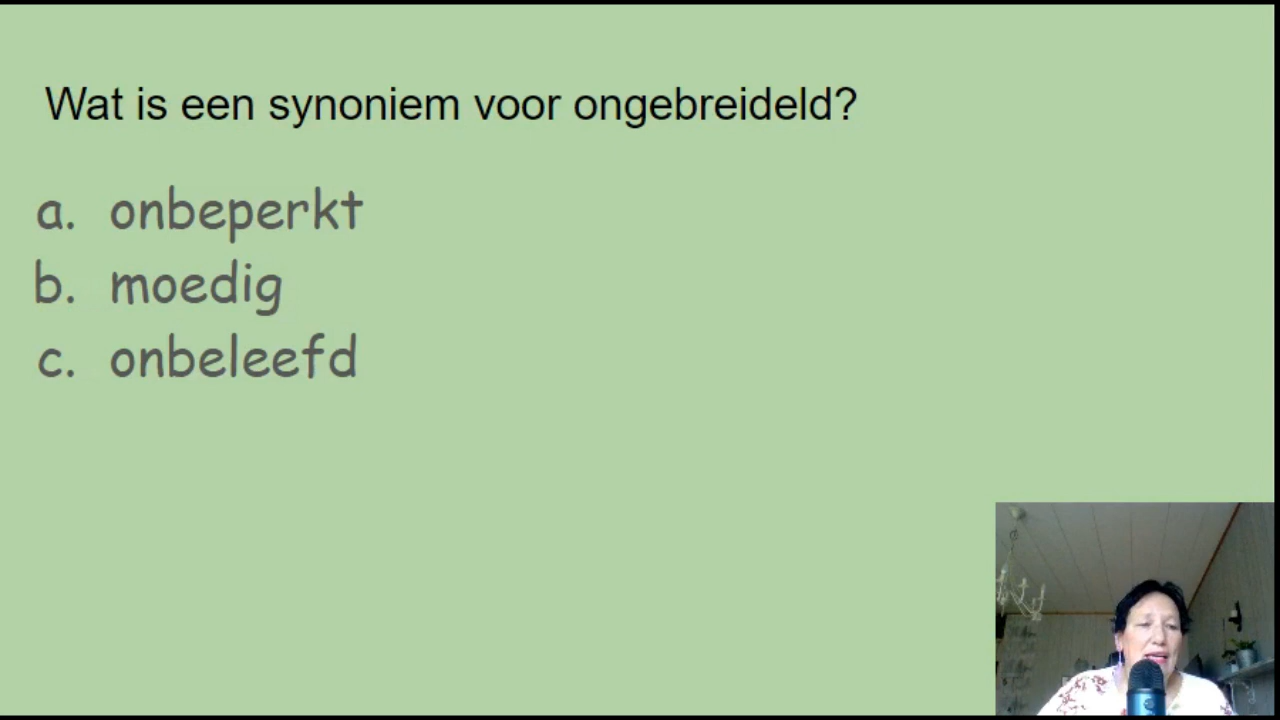 Wat is een synoniem voor ongebreideld?
a. onbeperkt
b. moedig
c. onbeleefd